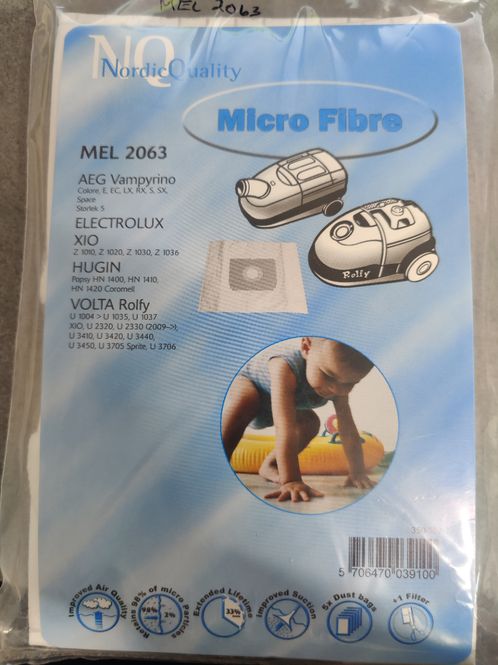 MEL 2063
NQ
NordicQuality
Micro Fibre
MEL 2063
AEG Vampyrino
Colore, E, EC, LX, RX, S, SX,
Space
Storlek 5
ELECTROLUX
XIO
Z 1010, Z 1020, Z 1030, Z 1036
HUGIN
Popsy HN 1400, HN 1410,
HN 1420 Coromell
VOLTA Rolfy
U 1004 > U 1035, U 1037
XIO, U 2320, U 2330 (2009->),
U 3410, U 3420, U 3440,
U 3450, U 3705 Sprite, U 3706
Rolfy
5 706470 039100
Improved Air Quality
Retains 98% of micro Particles
98% 2%
Extended Lifetime
33%
Improved Suction
5x Dust bags
+1 Filter